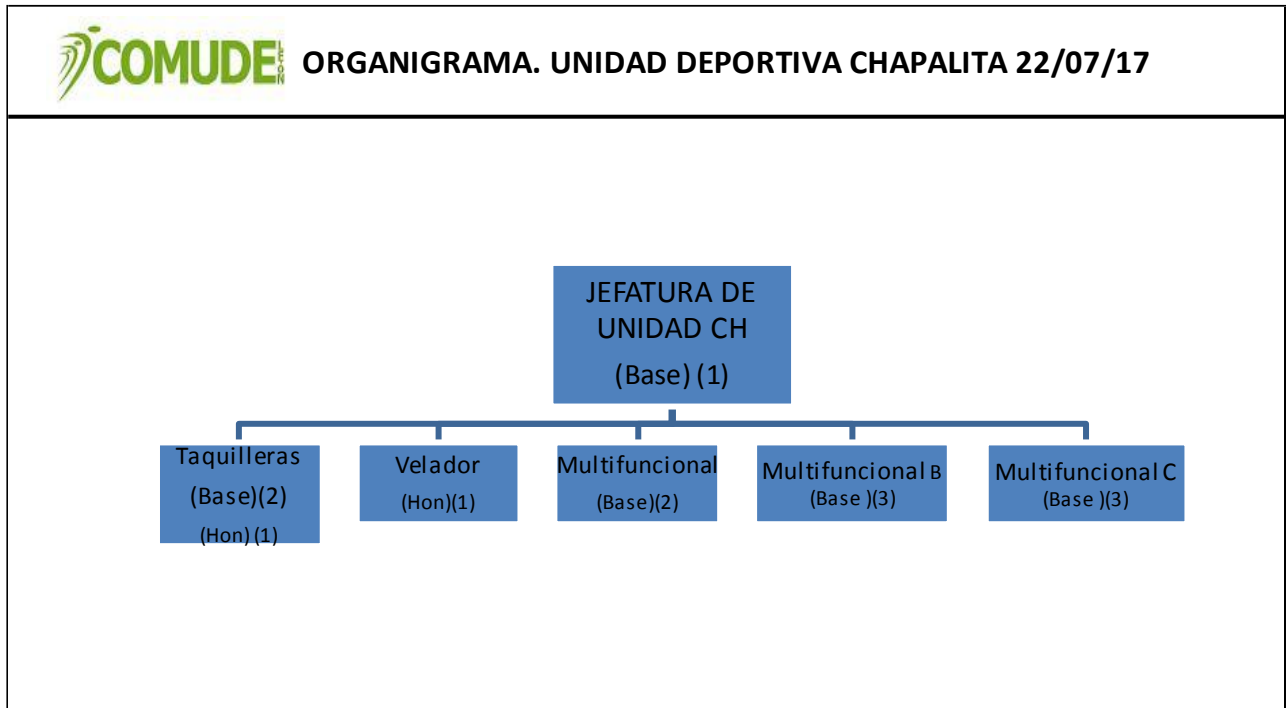 COMUDE LEON
ORGANIGRAMA. UNIDAD DEPORTIVA CHAPALITA 22/07/17
JEFATURA DE
UNIDAD CH
(Base) (1)
Taquilleras
(Base)(2)
(Hon) (1)
Velador
(Hon)(1)
Multifuncional
(Base)(2)
Multifuncional B
(Base )(3)
Multifuncional C
(Base )(3)